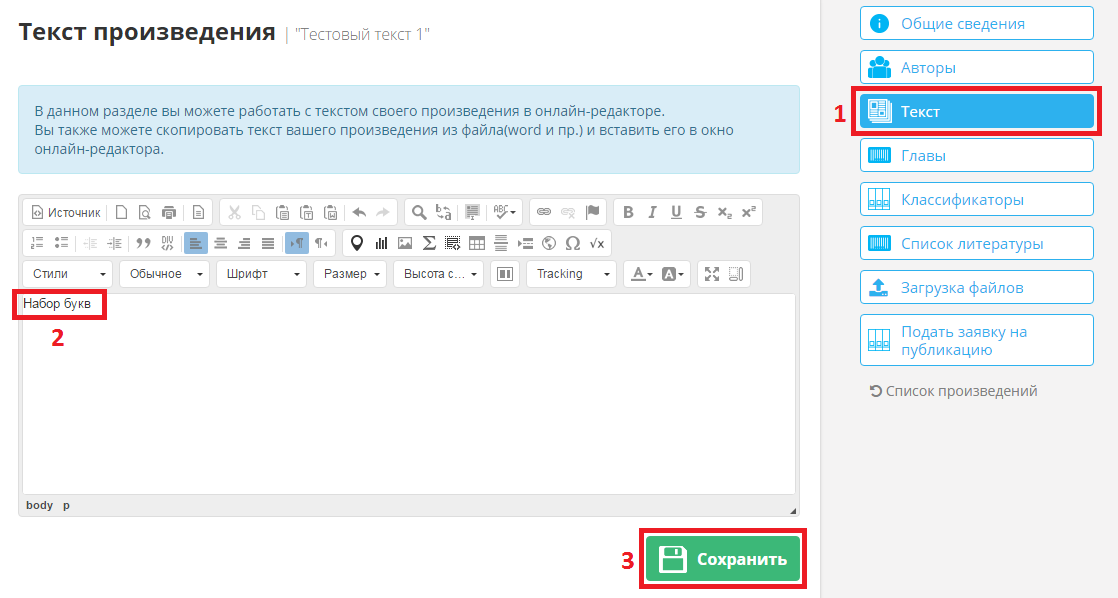 Текст произведения | "Тестовый текст 1"
В данном разделе вы можете работать с текстом своего произведения в онлайн-редакторе.
Вы также можете скопировать текст вашего произведения из файла(word и пр.) и вставить его в окно
онлайн-редактора.
Источник
Стили
Обычное
Шрифт
Размер
Высота с...
Tracking
Набор букв
2
body p
3
Сохранить
Общие сведения
Авторы
1
Текст
Главы
Классификаторы
Список литературы
Загрузка файлов
Подать заявку на
публикацию
Список произведений